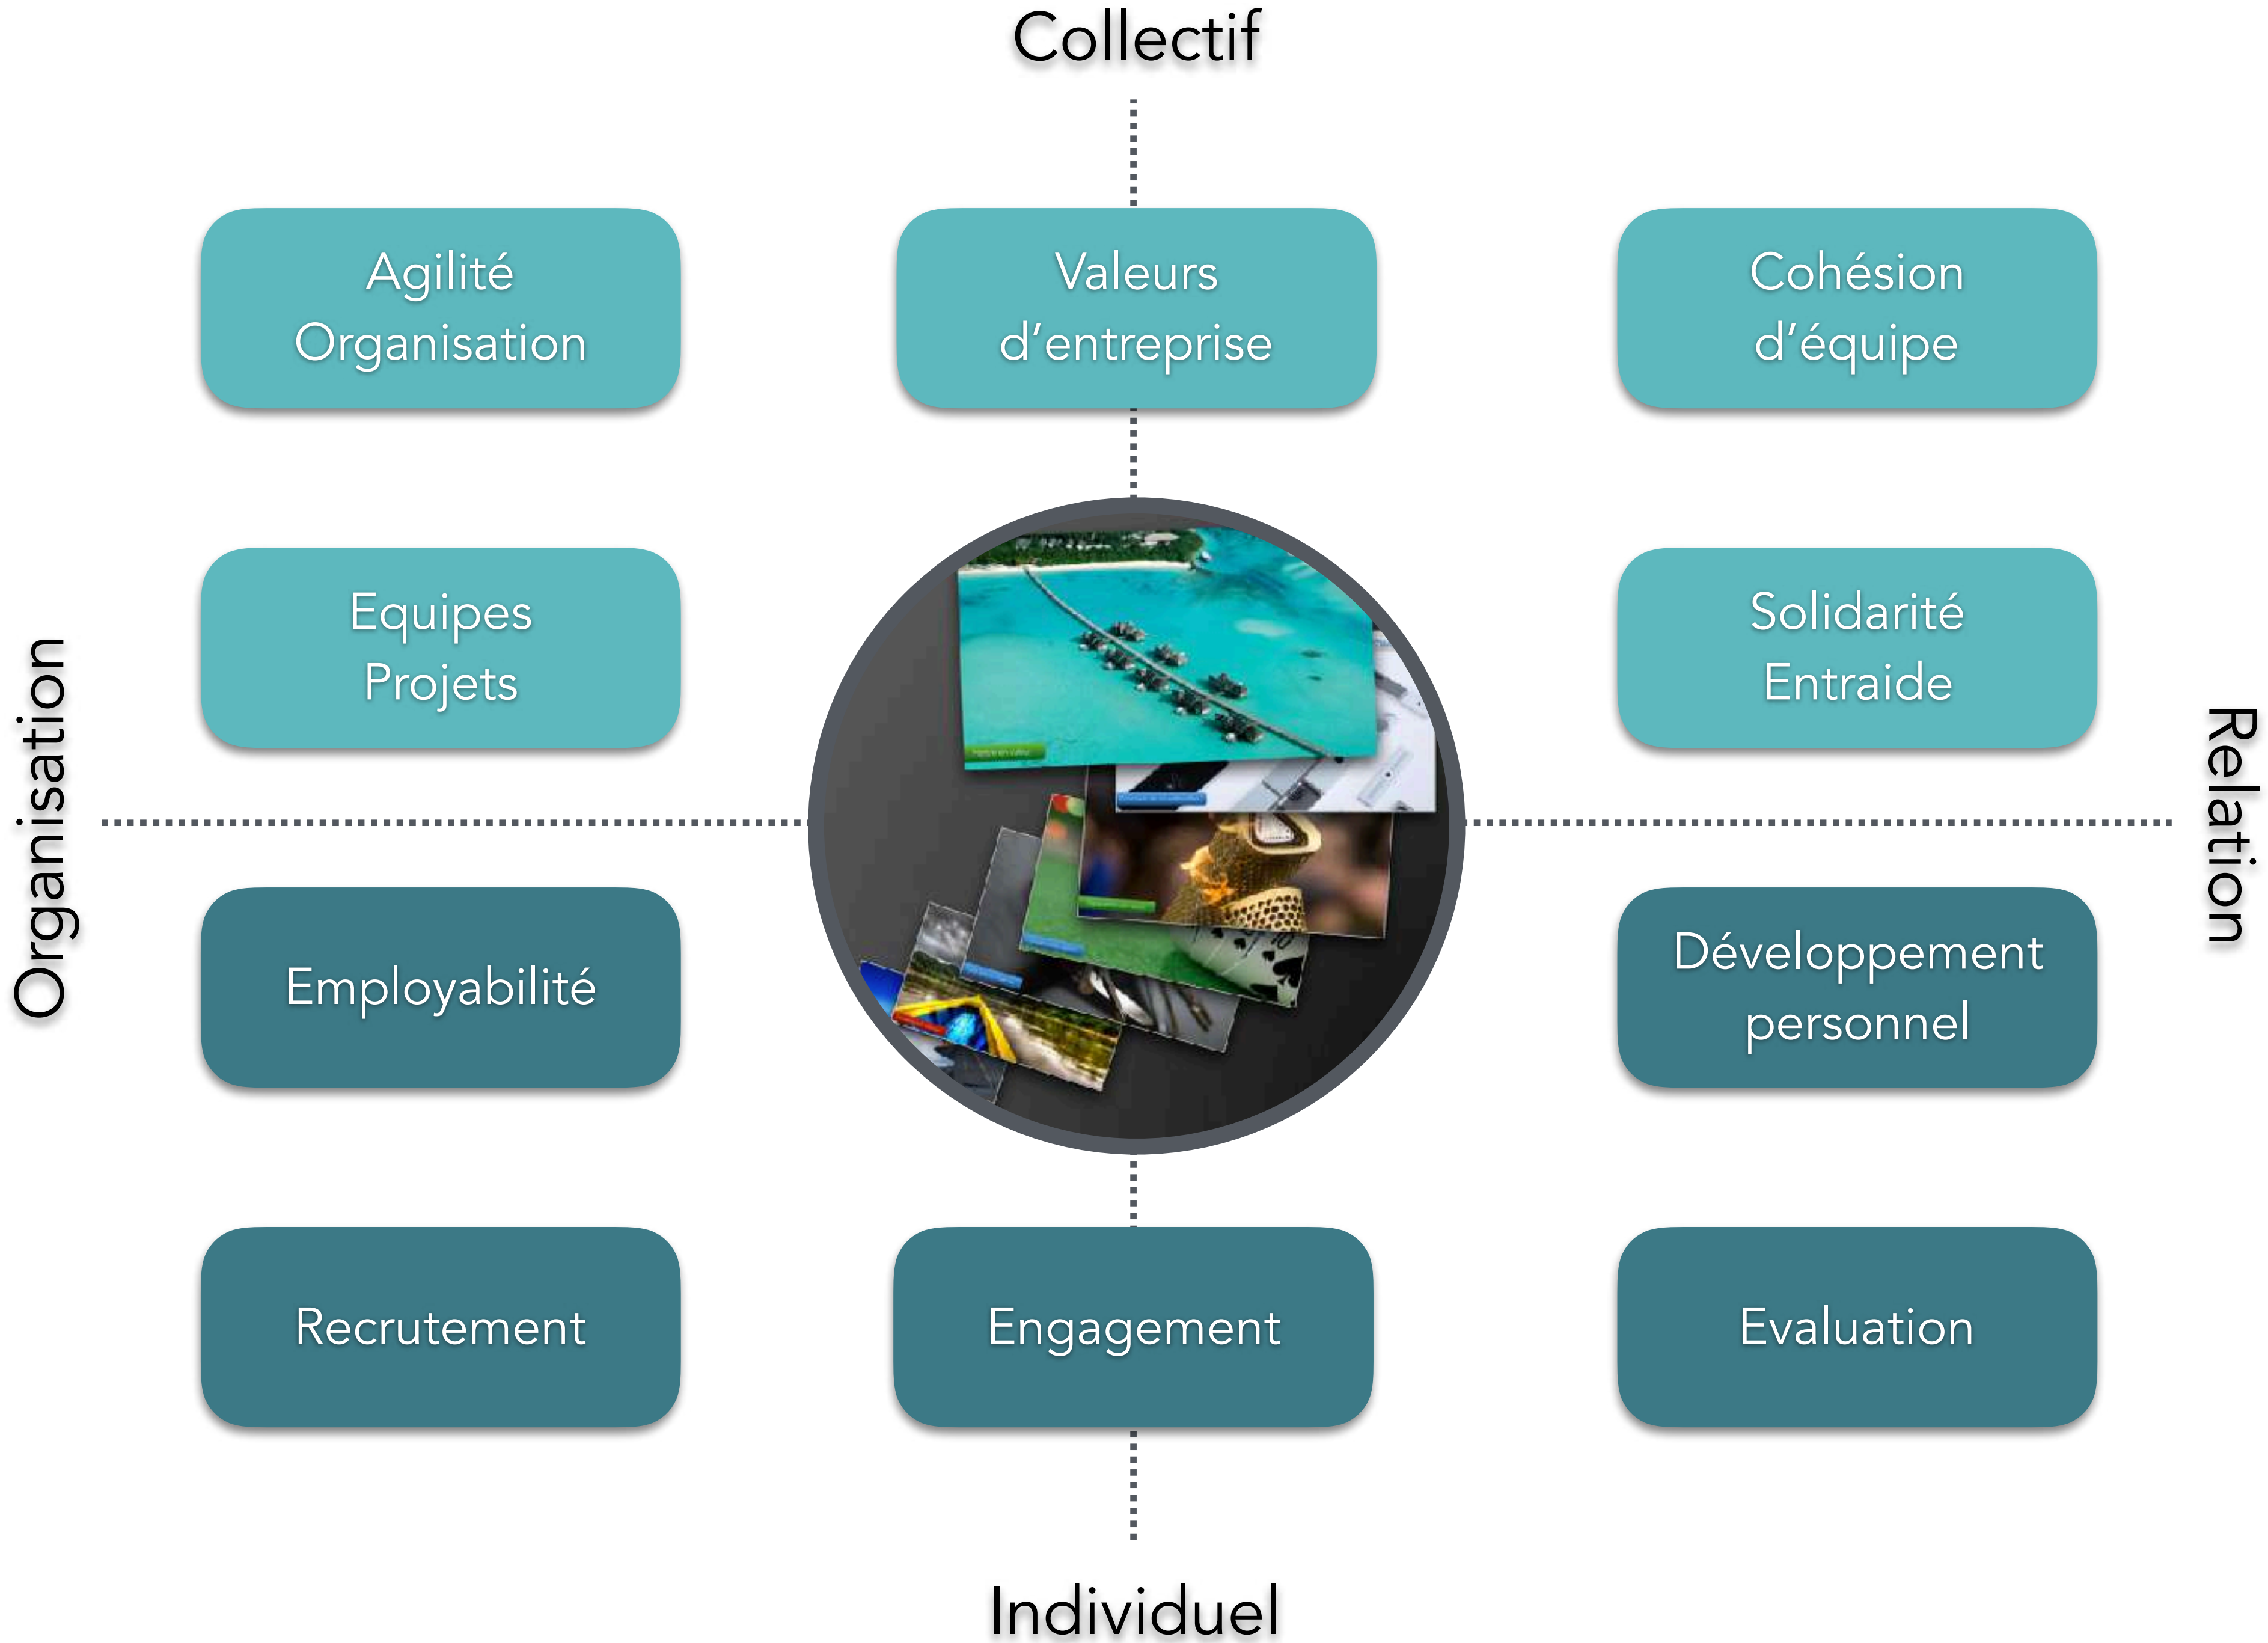 Collectif
Agilité
Organisation
Valeurs
d’entreprise
Cohésion
d’équipe
Equipes
Projets
Solidarité
Entraide
Organisation
Relation
Employabilité
Développement
personnel
Recrutement
Engagement
Evaluation
Individuel